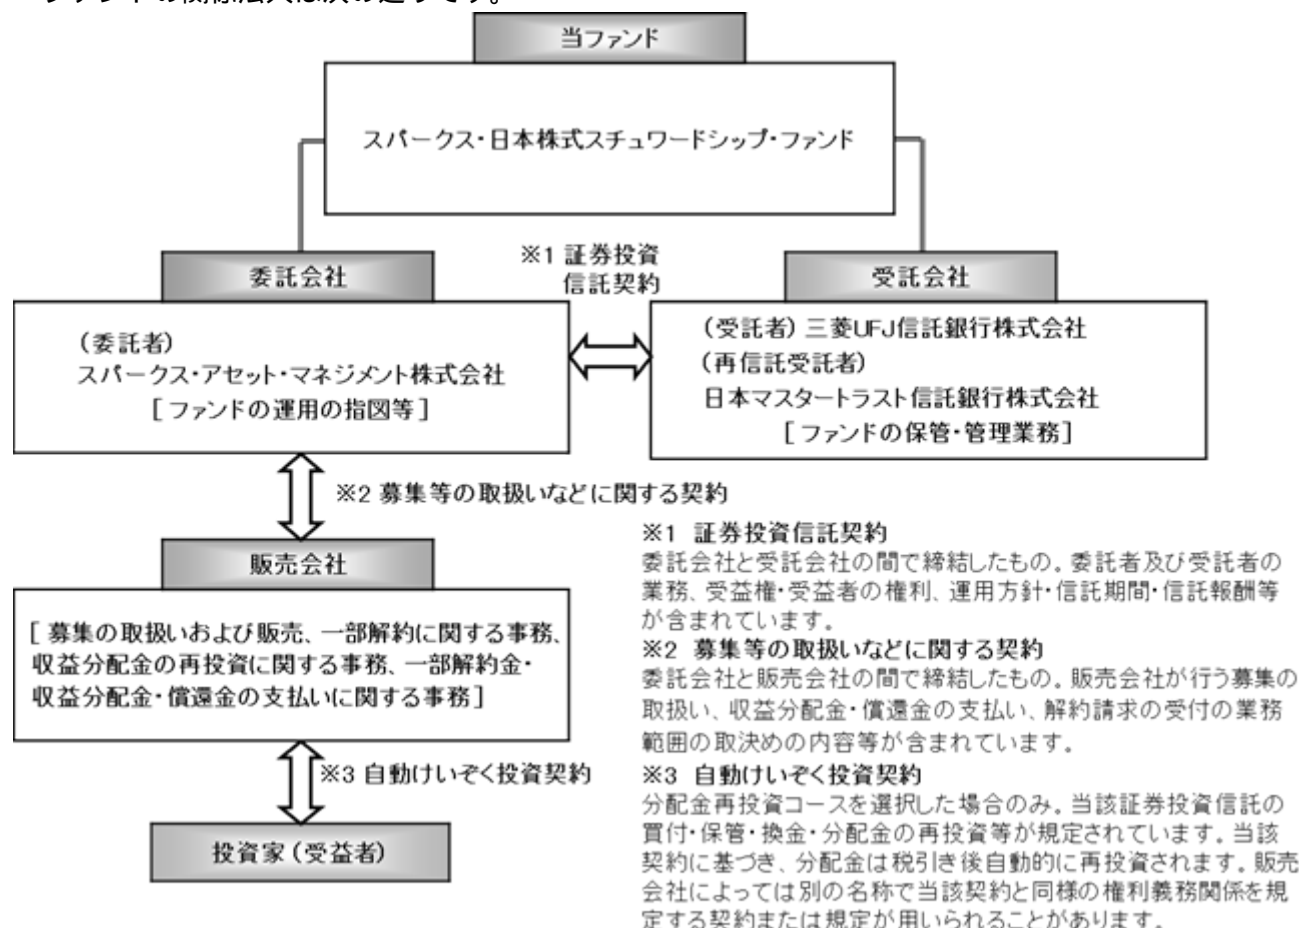 ファンドの関係法人は次の通りです。
当ファンド
スパークス・日本株式スチュワードシップ・ファンド
※1 証券投資
信託契約
委託会社
(委託者)
スパークス・アセット・マネジメント株式会社
[ファンドの運用の指図等]
受託会社
(受託者) 三菱UFJ信託銀行株式会社
(再信託受託者)
日本マスタートラスト信託銀行株式会社
[ファンドの保管・管理業務]
※2 募集等の取扱いなどに関する契約
販売会社
[募集の取扱いおよび販売、一部解約に関する事務、
収益分配金の再投資に関する事務、一部解約金・
収益分配金・償還金の支払いに関する事務]
※3 自動けいぞく投資契約
投資家(受益者)
※1 証券投資信託契約
委託会社と受託会社の間で締結したもの。委託者及び受託者の
業務、受益権・受益者の権利、運用方針・信託期間・信託報酬等
が含まれています。
※2 募集等の取扱いなどに関する契約
委託会社と販売会社の間で締結したもの。販売会社が行う募集の
取扱い、収益分配金・償還金の支払い、解約請求の受付の業務
範囲の取決めの内容等が含まれています。
※3 自動けいぞく投資契約
分配金再投資コースを選択した場合のみ。当該証券投資信託の
買付・保管・換金・分配金の再投資等が規定されています。当該
契約に基づき、分配金は税引き後自動的に再投資されます。販売
会社によっては別の名称で当該契約と同様の権利義務関係を規
定する契約または規定が用いられることがあります。